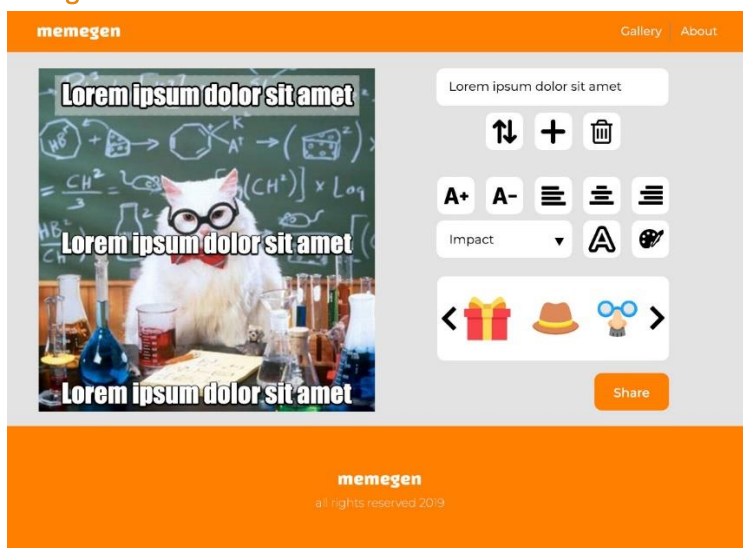 memegen
Gallery
About
Lorem ipsum dolor sit amet
Lorem ipsum dolor sit amet
A+
A-
Impact
Lorem ipsum dolor sit amet
Lorem ipsum dolor sit amet
Share
memegen
all rights reserved 2019